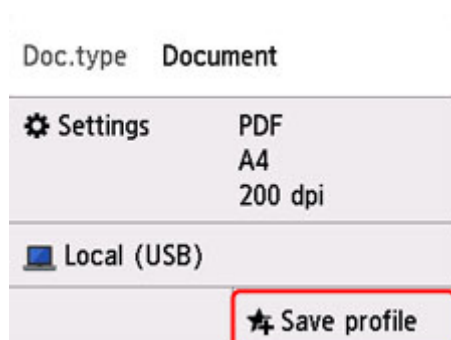 Doc.type Document
Settings PDF
A4
200 dpi
Local (USB)
Save profile